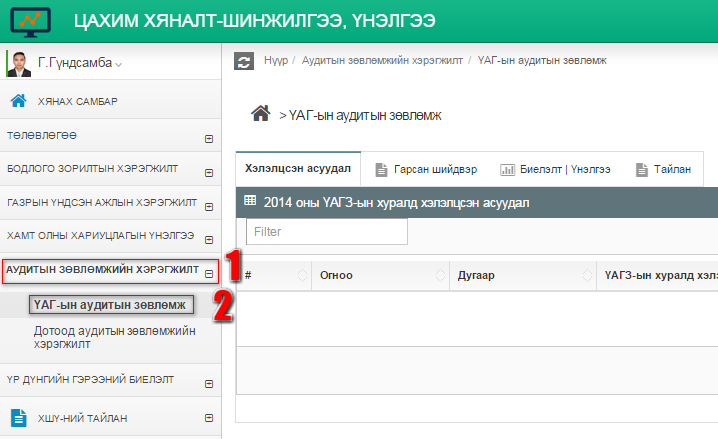 ЦАХИМ ХЯНАЛТ-ШИНЖИЛГЭЭ, ҮНЭЛГЭЭ
Г.Гүндсамба
ХЯНАХ САМБАР
ТӨЛӨВЛӨГӨӨ
БОДЛОГО ЗОРИЛТЫН ХЭРЭГЖИЛТ
ГАЗРЫН ҮНДСЭН АЖЛЫН ХЭРЭГЖИЛТ
ХАМТ ОЛНЫ ХАРИУЦЛАГЫН ҮНЭЛГЭЭ
АУДИТЫН ЗӨВЛӨМЖИЙН ХЭРЭГЖИЛТ
1
ҮАГ-ын аудитын зөвлөмж
2
Дотоод аудитын зөвлөмжийн
хэрэгжилт
ҮР ДҮНГИЙН ГЭРЭЭНИЙ БИЕЛЭЛТ
ХШҮ-НИЙ ТАЙЛАН
Нүүр / Аудитын зөвлөмжийн хэрэгжилт / ҮАГ-ын аудитын зөвлөмж
> ҮАГ-ын аудитын зөвлөмж
Хэлэлцсэн асуудал Гарсан шийдвэр Биелэлт | Үнэлгээ Тайлан
2014 оны ҮАГЗ-ын хуралд хэлэлцсэн асуудал
Filter
# Огноо Дугаар ҮАГЗ-ын хуралд хэлэ